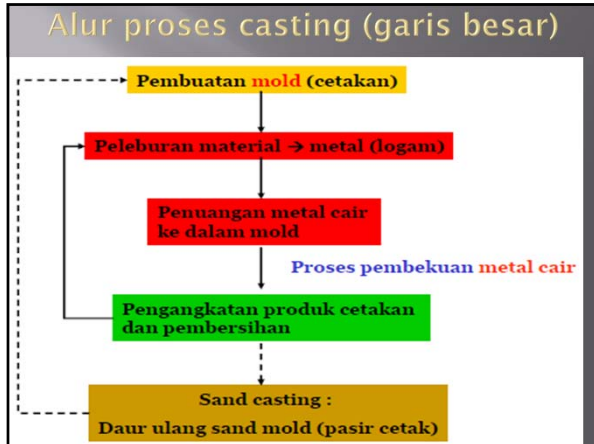 Alur proses casting (garis besar)
Pembuatan mold (cetakan)
Peleburan material → metal (logam)
Penuangan metal cair
ke dalam mold
Proses pembekuan metal cair
Pengangkatan produk cetakan
dan pembersihan
Sand casting :
Daur ulang sand mold (pasir cetak)